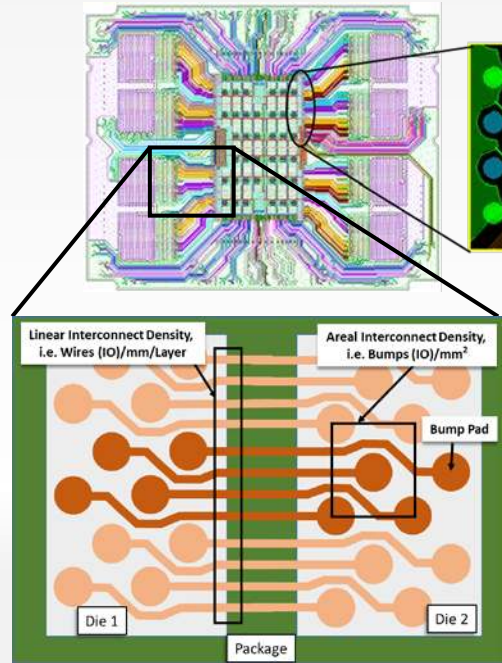 Linear Interconnect Density,
i.e. Wires (IO)/mm/Layer
Areal Interconnect Density,
i.e. Bumps (IO)/mm²
Bump Pad
Die 1
Die 2
Package